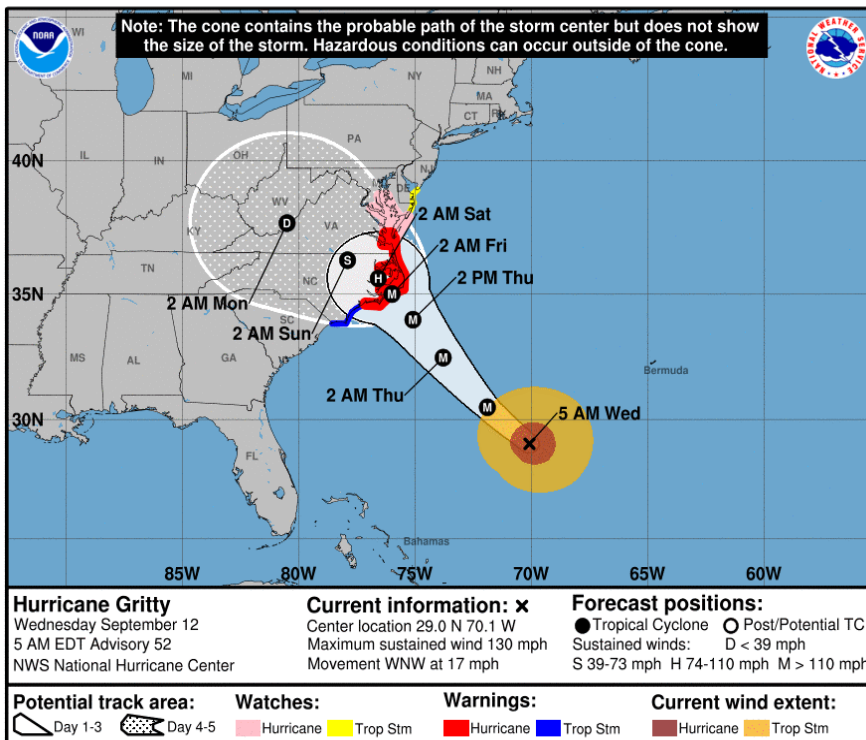 Note: The cone contains the probable path of the storm center but does not show
the size of the storm. Hazardous conditions can occur outside of the cone.
NOAA
NATIONAL WEATHER SERVICE
WI
MI
NY
NH
MA
CT
PA
NJ
OH
IL
IN
DE
WV
KY
VA
TN
NC
SC
MS
AL
GA
FL
Bermuda
Bahamas
40N
35N
30N
2 AM Sat
2 AM Fri
2 PM Thu
2 AM Mon
2 AM Sun
2 AM Thu
5 AM Wed
D
S
H
M
M
M
M
85W
80W
75W
70W
65W
60W
Hurricane Gritty
Wednesday September 12
5 AM EDT Advisory 52
NWS National Hurricane Center
Current information: ×
Center location 29.0 N 70.1 W
Maximum sustained wind 130 mph
Movement WNW at 17 mph
Forecast positions:
Tropical Cyclone Post/Potential TC
Sustained winds: D < 39 mph
S 39-73 mph H 74-110 mph M > 110 mph
Potential track area:
Day 1-3 Day 4-5
Watches:
Hurricane Trop Stm
Warnings:
Hurricane Trop Stm
Current wind extent:
Hurricane Trop Stm